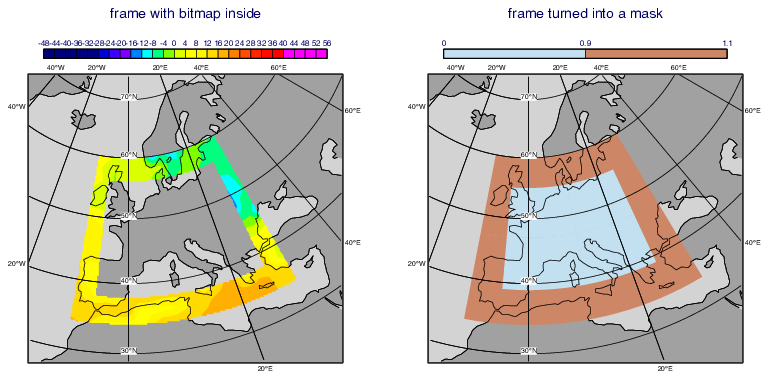 frame with bitmap inside
frame turned into a mask
-48-44-40-36-32-28-24-20-16-12-8 -4 0 4 8 12 16 20 24 28 32 36 40 44 48 52 56
0 0.9 1.1
40°W 20°W 20°E 40°E 60°E
40°W 20°W 20°E 40°E 60°E
40°W 70°N 60°E
60°N
50°N
20°W 40°N 40°E
30°N
20°E
40°W 70°N 60°E
60°N
50°N
20°W 40°N 40°E
30°N
20°E